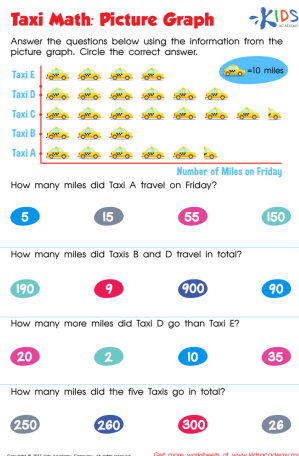 Taxi Math: Picture Graph
KIDS
ACADEMY
Answer the questions below using the information from the
picture graph. Circle the correct answer.
=10 miles
Taxi E
Taxi D
Taxi C
Taxi B
Taxi A
Number of Miles on Friday
How many miles did Taxi A travel on Friday?
5 15 55 150
How many miles did Taxis B and D travel in total?
190 9 900 90
How many more miles did Taxi D go than Taxi E?
20 2 10 35
How many miles did the five Taxis go in total?
250 260 300 26
Get more worksheets at www.kidsacademy.mobi